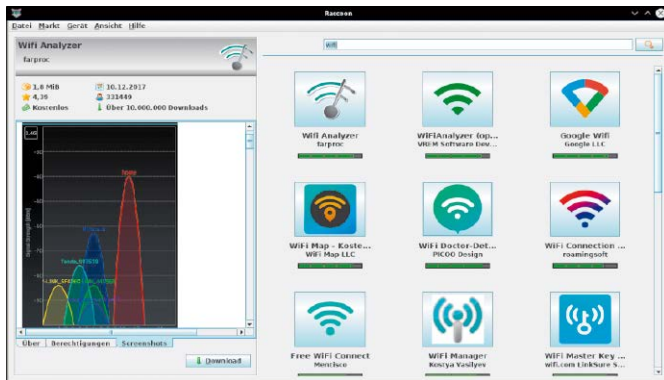 Raccoon
Datei Markt Gerät Ansicht Hilfe
Wifi Analyzer
farproc
1,8 MiB
10.12.2017
331449
Kostenlos
Über 10.000.000 Downloads
wifi
Wifi Analyzer
farproc
WiFiAnalyzer (op...
VREM Software Dev...
Google Wifi
Google LLC
WiFi Map - Koste...
WiFi Map LLC
WiFi Doctor-Det...
PICOO Design
WiFi Connection ...
roamingsoft
Free WiFi Connect
Mentisco
WiFi Manager
Kostya Vasilyev
WiFi Master Key ...
wifi.com LinkSure S...
Über
Berechtigungen
Screenshots
Download